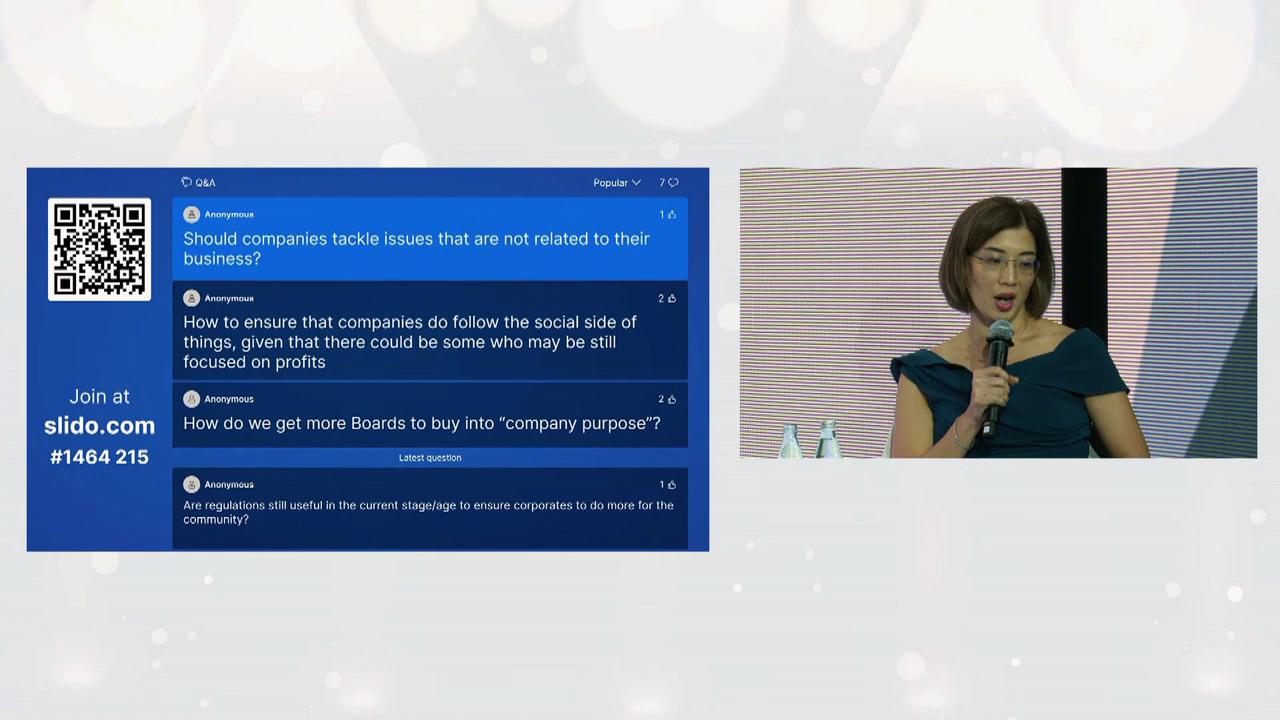 Q&A
Popular
7
Anonymous
1
Should companies tackle issues that are not related to their
business?
Anonymous
2
How to ensure that companies do follow the social side of
things, given that there could be some who may be still
focused on profits
Anonymous
2
How do we get more Boards to buy into “company purpose”?
Latest question
Anonymous
1
Are regulations still useful in the current stage/age to ensure corporates to do more for the
community?
Join at
slido.com
#1464 215